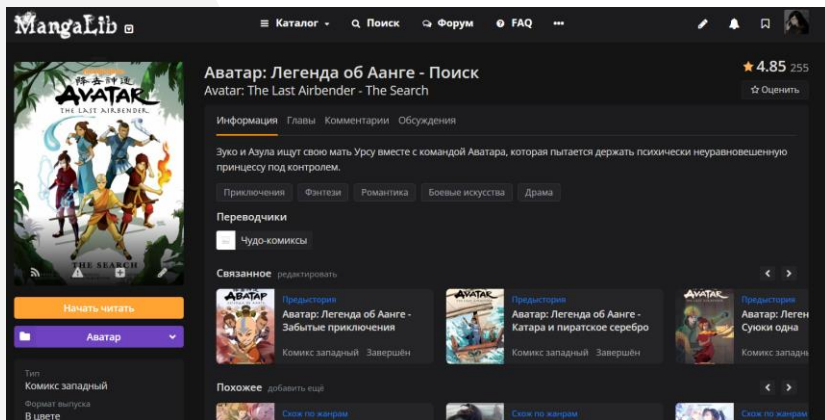 MangaLib
Каталог
Поиск
Форум
FAQ
Аватар: Легенда об Аанге - Поиск
Avatar: The Last Airbender - The Search
4.85 255
Оценить
AVATAR
THE LAST AIRBENDER
THE SEARCH
Информация Главы Комментарии Обсуждения
Зуко и Азула ищут свою мать Урсу вместе с командой Аватара, которая пытается держать психически неуравновешенную
принцессу под контролем.
Приключения Фэнтези Романтика Боевые искусства Драма
Переводчики
Чудо-комиксы
Связанное редактировать
Начать читать
Аватар
АВАТАР
Предыстория
Аватар: Легенда об Аанге -
Забытые приключения
Комикс западный Завершён
AVATAR
Предыстория
Аватар: Легенда об Аанге -
Катара и пиратское серебро
Комикс западный Завершён
AVATAR
Предыстория
Аватар: Леген
Суюки одна
Комикс западнь
Тип
Комикс западный
Формат выпуска
В цвете
Похожее добавить ещё
Схож по жанрам
Схож по жанрам
Схож по жанрам